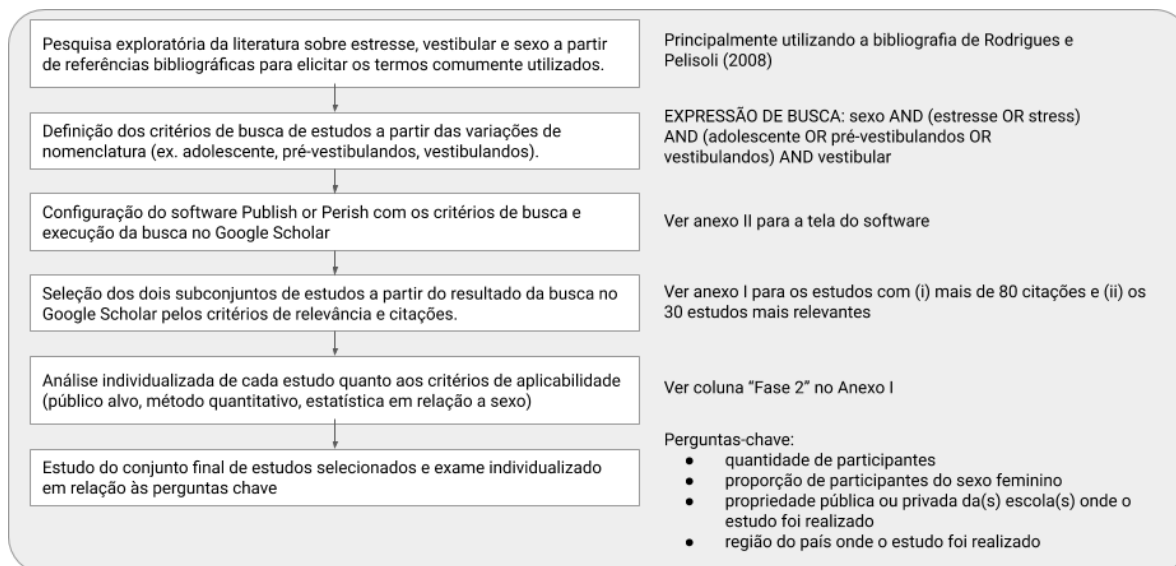 Pesquisa exploratória da literatura sobre estresse, vestibular e sexo a partir
de referências bibliográficas para elicitar os termos comumente utilizados.
Principalmente utilizando a bibliografia de Rodrigues e
Pelisoli (2008)
Definição dos critérios de busca de estudos a partir das variações de
nomenclatura (ex. adolescente, pré-vestibulandos, vestibulandos).
EXPRESSÃO DE BUSCA: sexo AND (estresse OR stress)
AND (adolescente OR pré-vestibulandos OR
vestibulandos) AND vestibular
Configuração do software Publish or Perish com os critérios de busca e
execução da busca no Google Scholar
Ver anexo II para a tela do software
Seleção dos dois subconjuntos de estudos a partir do resultado da busca no
Google Scholar pelos critérios de relevância e citações.
Ver anexo I para os estudos com (i) mais de 80 citações e (ii) os
30 estudos mais relevantes
Análise individualizada de cada estudo quanto aos critérios de aplicabilidade
(público alvo, método quantitativo, estatística em relação a sexo)
Ver coluna “Fase 2” no Anexo I
Estudo do conjunto final de estudos selecionados e exame individualizado
em relação às perguntas chave
Perguntas-chave:
● quantidade de participantes
● proporção de participantes do sexo feminino
● propriedade pública ou privada da(s) escola(s) onde o
estudo foi realizado
● região do país onde o estudo foi realizado